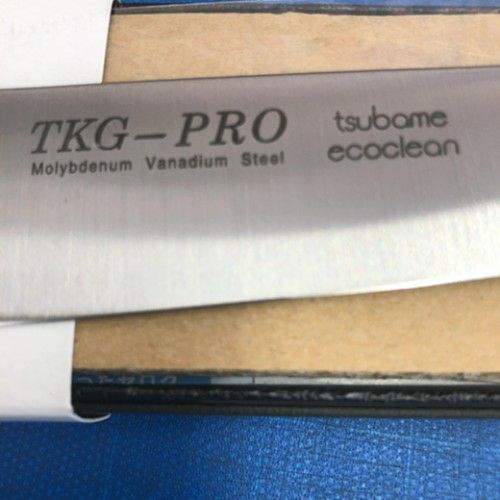 TKG-PRO
Molybdenum Vanadium Steel
tsubame
ecoclean